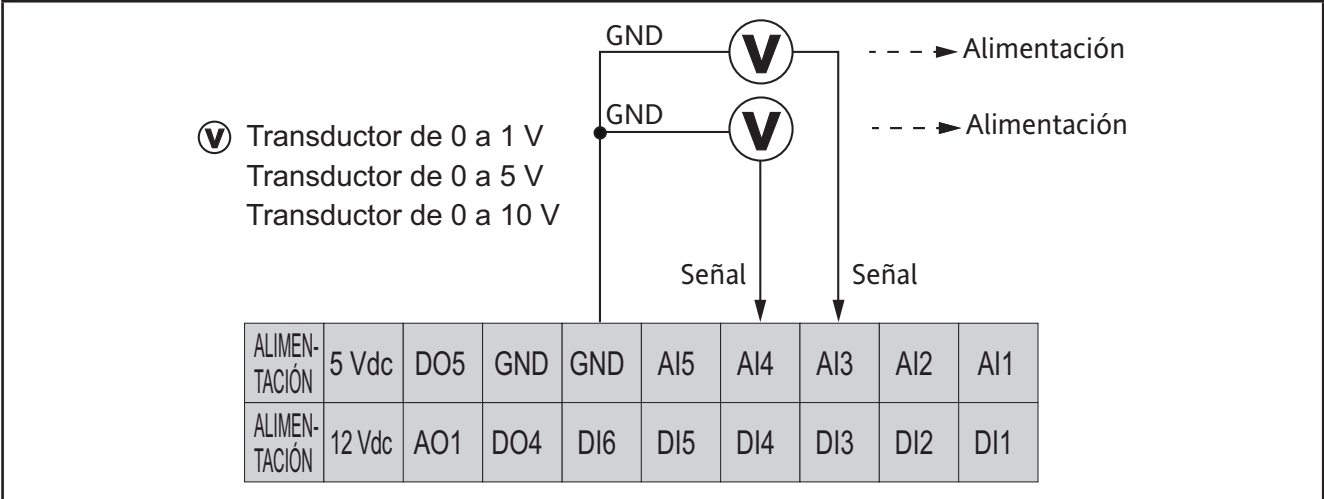 GND
V
Alimentación
GND
V
Alimentación
V Transductor de 0 a 1 V
Transductor de 0 a 5 V
Transductor de 0 a 10 V
Señal Señal
ALIMEN-
TACIÓN 5 Vdc DO5 GND GND AI5 AI4 AI3 AI2 AI1
ALIMEN-
TACIÓN 12 Vdc AO1 DO4 DI6 DI5 DI4 DI3 DI2 DI1